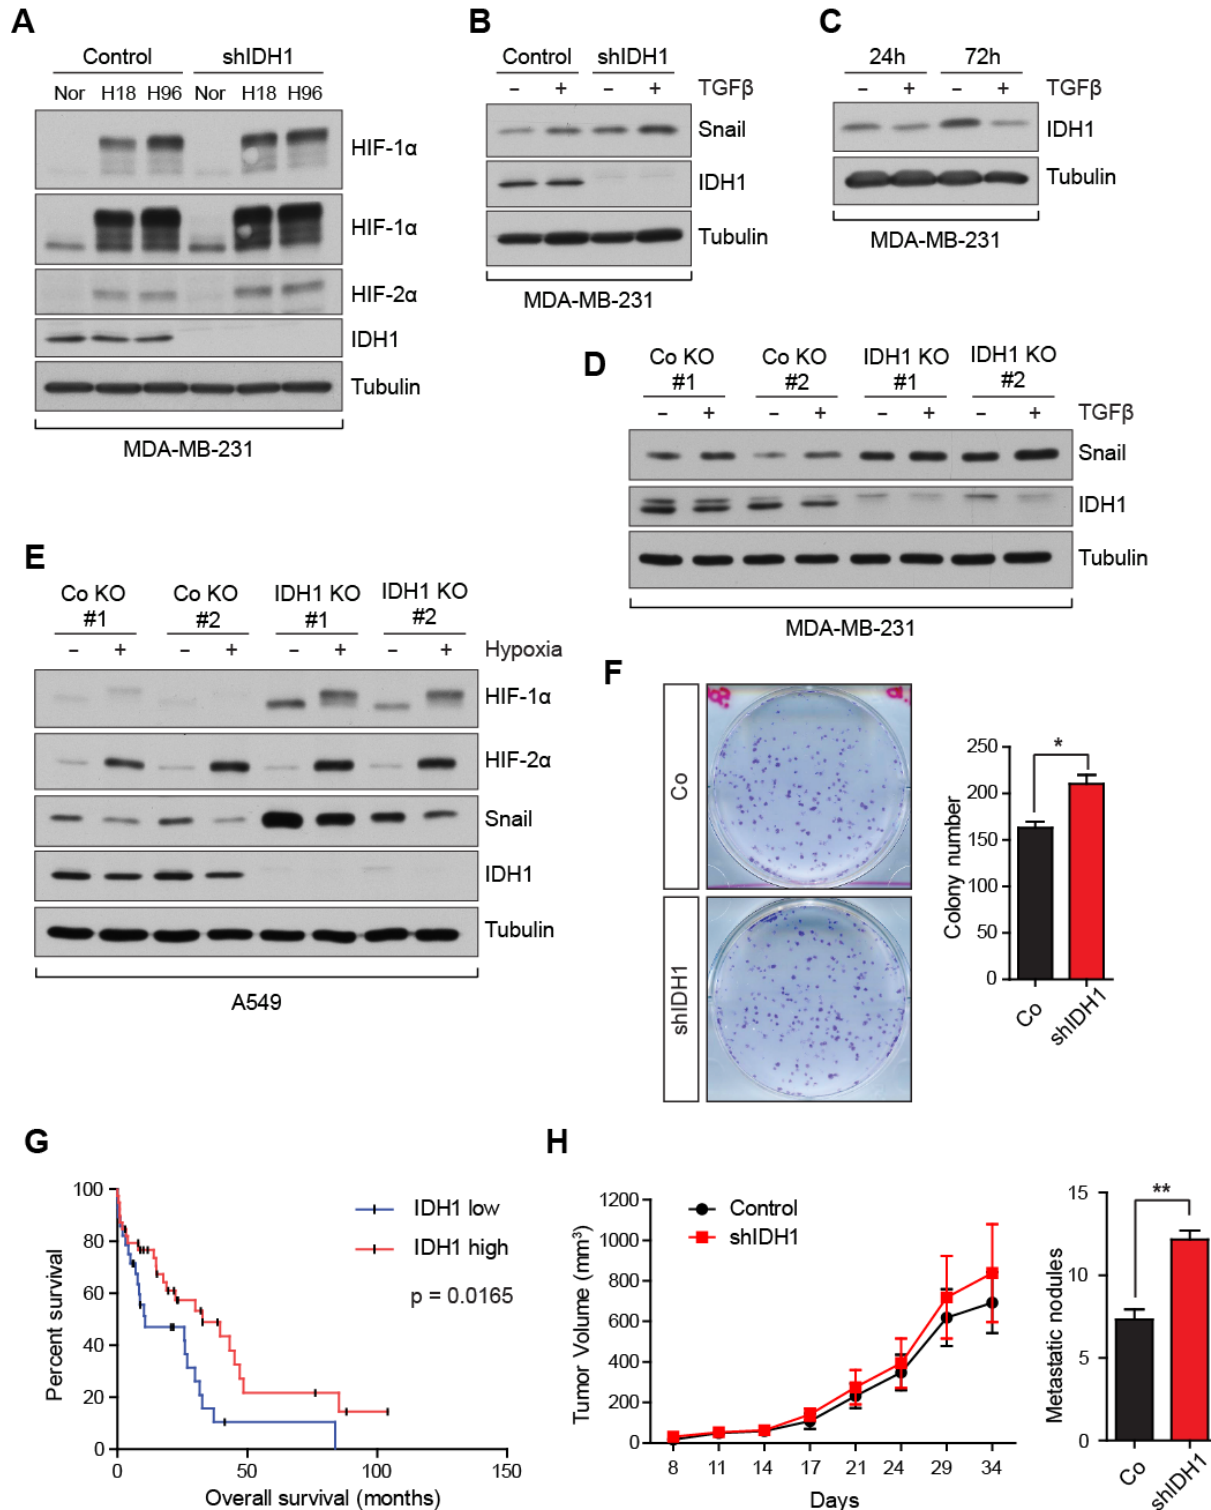 A
Control shIDH1
Nor H18 H96 Nor H18 H96
HIF-1α
HIF-1α
HIF-2α
IDH1
Tubulin
MDA-MB-231
B
Control shIDH1
– + – + TGFβ
Snail
IDH1
Tubulin
MDA-MB-231
C
24h 72h
– + – + TGFβ
IDH1
Tubulin
MDA-MB-231
D
Co KO Co KO IDH1 KO IDH1 KO
#1 #2 #1 #2
– + – + – + – + TGFβ
Snail
IDH1
Tubulin
MDA-MB-231
E
Co KO Co KO IDH1 KO IDH1 KO
#1 #2 #1 #2
– + – + – + – + Hypoxia
HIF-1α
HIF-2α
Snail
IDH1
Tubulin
A549
F
Co
shIDH1
Colony number
250
200
150
100
50
0
*
Co shIDH1
G
Percent survival
100
80
60
40
20
0
IDH1 low
IDH1 high
p = 0.0165
0 50 100 150
Overall survival (months)
H
Tumor Volume (mm³)
1200
1000
800
600
400
200
0
Control
shIDH1
8 11 14 17 21 24 29 34
Days
Metastatic nodules
15
10
5
0
**
Co shIDH1